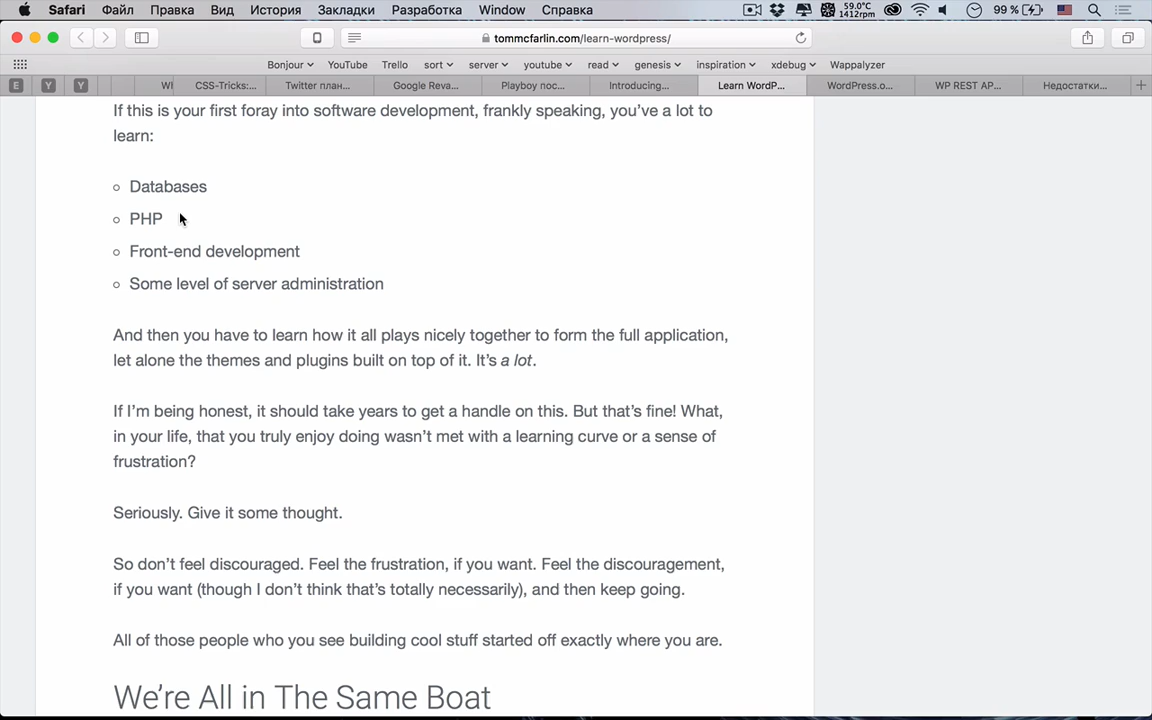 Safari Файл Правка Вид История Закладки Разработка Window Справка 59.0°C 1412rpm 99 %
tommcfarlin.com/learn-wordpress/
Bonjour YouTube Trello sort server youtube read genesis inspiration xdebug Wappalyzer
E Y Y WI CSS-Tricks:... Twitter план... Google Reva... Playboy пос... Introducing... Learn WordP... WordPress.o... WP REST AP... Недостатки...
If this is your first foray into software development, frankly speaking, you've a lot to
learn:
Databases
PHP
Front-end development
Some level of server administration
And then you have to learn how it all plays nicely together to form the full application,
let alone the themes and plugins built on top of it. It's a lot.
If I'm being honest, it should take years to get a handle on this. But that's fine! What,
in your life, that you truly enjoy doing wasn't met with a learning curve or a sense of
frustration?
Seriously. Give it some thought.
So don't feel discouraged. Feel the frustration, if you want. Feel the discouragement,
if you want (though I don't think that's totally necessarily), and then keep going.
All of those people who you see building cool stuff started off exactly where you are.
We're All in The Same Boat